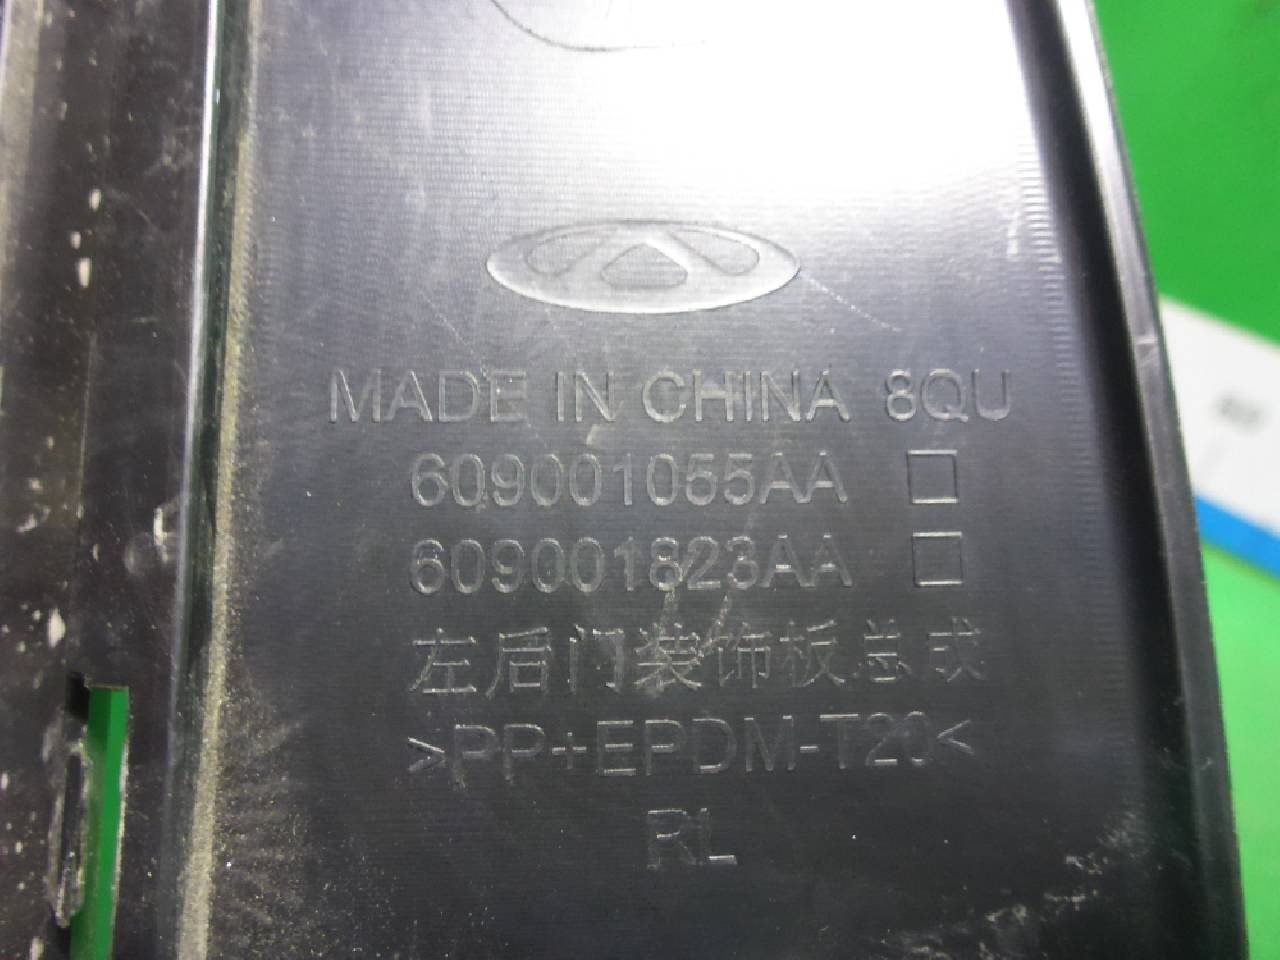 MADE IN CHINA 8QU
609001055AA □
609001823AA □
左后门装饰板总成
>PP+EPDM-T20<
RL